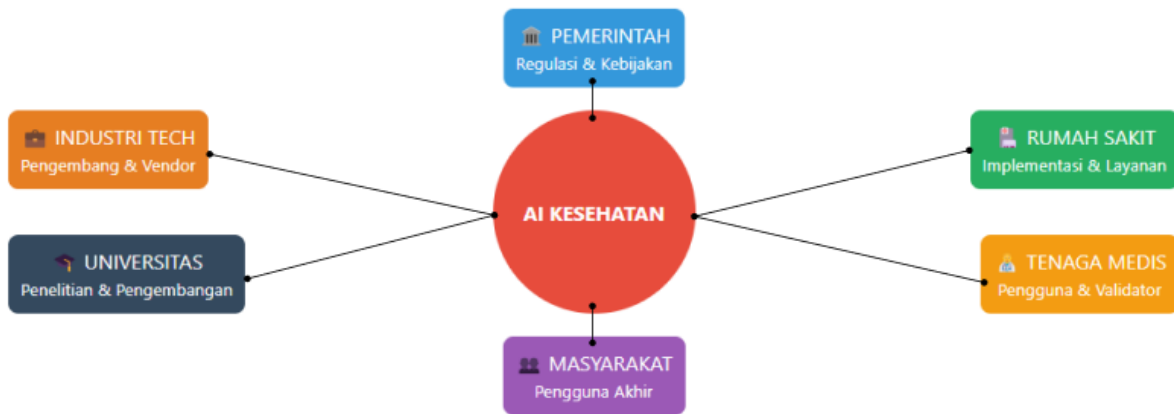 PEMERINTAH
Regulasi & Kebijakan
INDUSTRI TECH
Pengembang & Vendor
RUMAH SAKIT
Implementasi & Layanan
AI KESEHATAN
UNIVERSITAS
Penelitian & Pengembangan
TENAGA MEDIS
Pengguna & Validator
MASYARAKAT
Pengguna Akhir